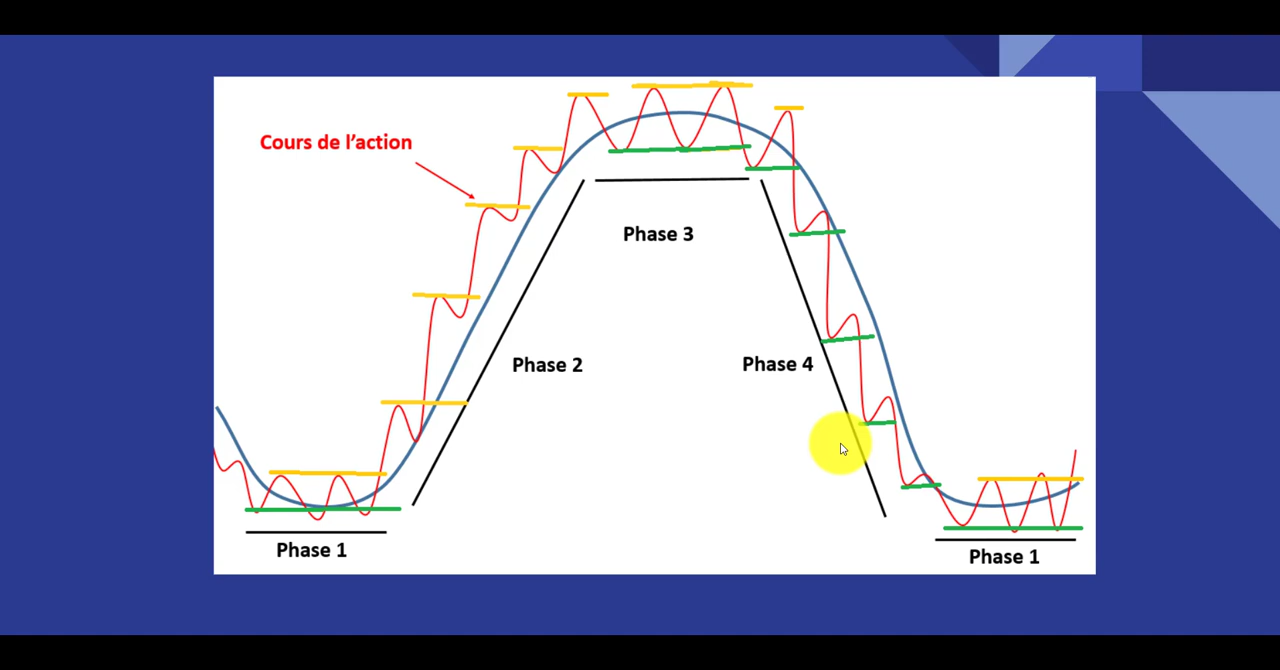 Cours de l’action
Phase 3
Phase 2
Phase 4
Phase 1
Phase 1